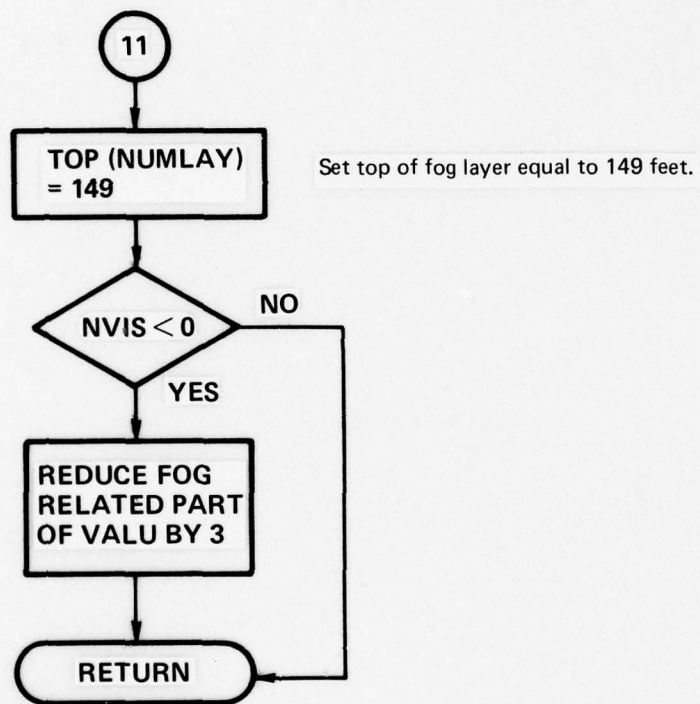 11
TOP (NUMLAY)
= 149
Set top of fog layer equal to 149 feet.
NVIS < 0
NO
YES
REDUCE FOG
RELATED PART
OF VALU BY 3
RETURN